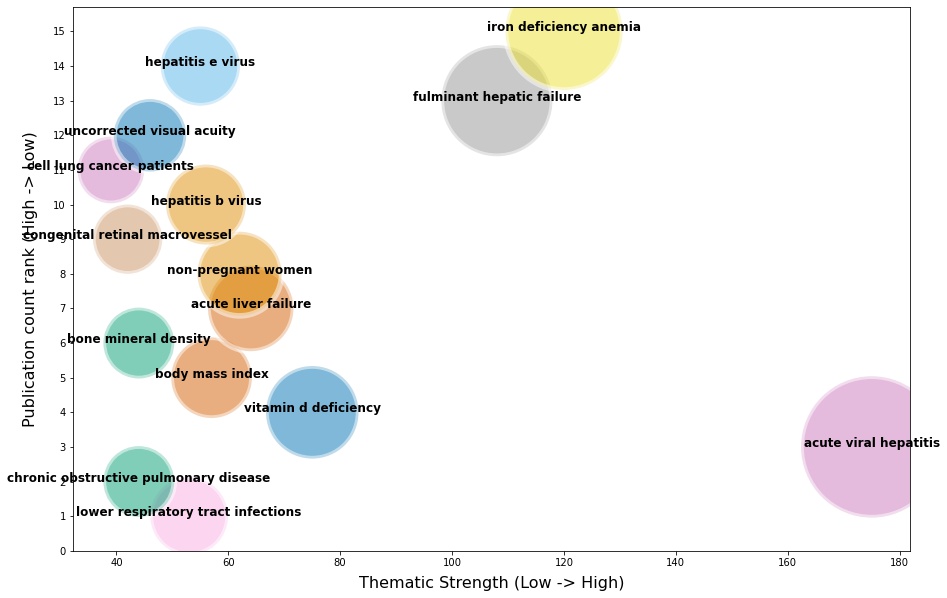 15
iron deficiency anemia
14
hepatitis e virus
13
fulminant hepatic failure
12
uncorrected visual acuity
11
cell lung cancer patients
10
hepatitis b virus
9
congenital retinal macrovessel
8
non-pregnant women
7
acute liver failure
6
bone mineral density
5
body mass index
4
vitamin d deficiency
3
acute viral hepatitis
2
chronic obstructive pulmonary disease
1
lower respiratory tract infections
0
Publication count rank (High -> Low)
40 60 80 100 120 140 160 180
Thematic Strength (Low -> High)